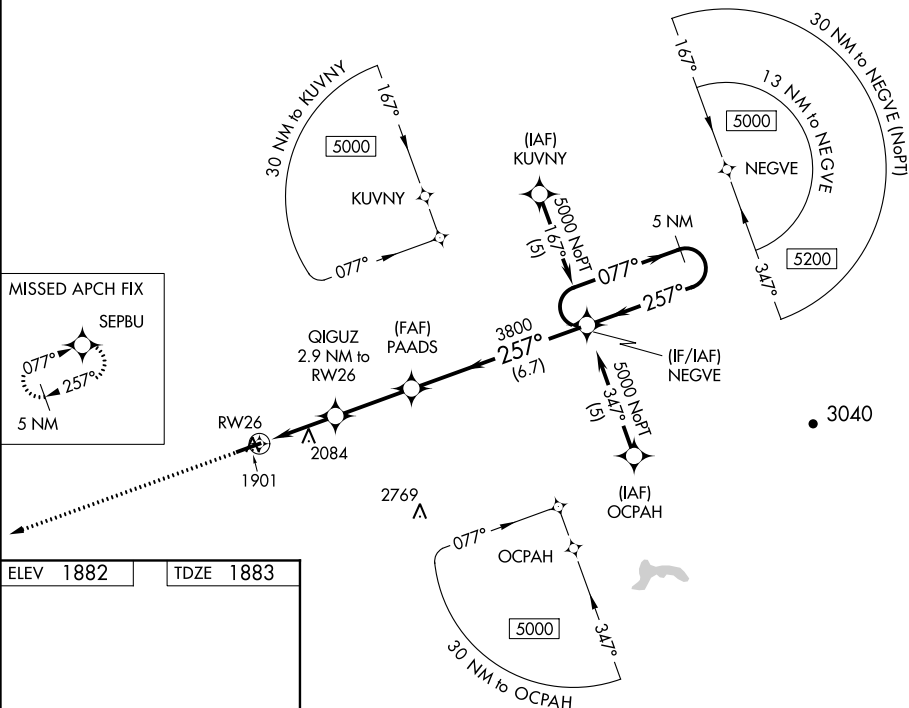 30 NM to KUVNY
167°
5000
KUVNY
077°
(IAF)
KUVNY
5000 NoPT
167°
(5)
30 NM to NEGVE (NoPT)
167°
13 NM to NEGVE
5000
NEGVE
5200
347°
5 NM
077°
257°
MISSED APCH FIX
SEPBU
077°
257°
5 NM
QIGUZ
2.9 NM to
RW26
(FAF)
PAADS
3800
257°
(6.7)
(IF/IAF)
NEGVE
5000 NoPT
347°
(5)
(IAF)
OCPAH
3040
RW26
2084
1901
2769
077°
OCPAH
5000
347°
30 NM to OCPAH
ELEV 1882
TDZE 1883